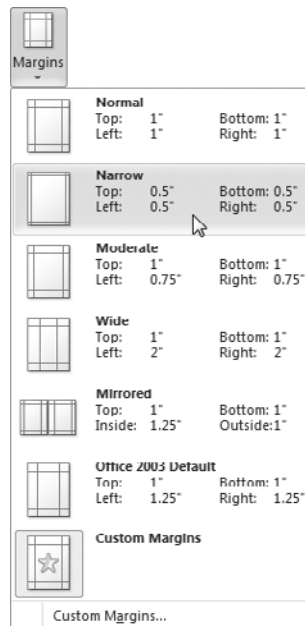 Margins
Normal
Top: 1" Bottom: 1"
Left: 1" Right: 1"
Narrow
Top: 0.5" Bottom: 0.5"
Left: 0.5" Right: 0.5"
Moderate
Top: 1" Bottom: 1"
Left: 0.75" Right: 0.75"
Wide
Top: 1" Bottom: 1"
Left: 2" Right: 2"
Mirrored
Top: 1" Bottom: 1"
Inside: 1.25" Outside:1"
Office 2003 Default
Top: 1" Bottom: 1"
Left: 1.25" Right: 1.25"
Custom Margins
Custom Margins...